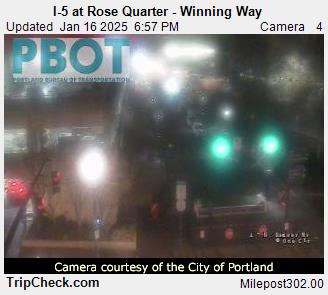 I-5 at Rose Quarter - Winning Way
Updated Jan 16 2025 6:57 PM Camera 4
PBOT
PORTLAND BUREAU OF TRANSPORTATION
Camera courtesy of the City of Portland
TripCheck.com Milepost302.00